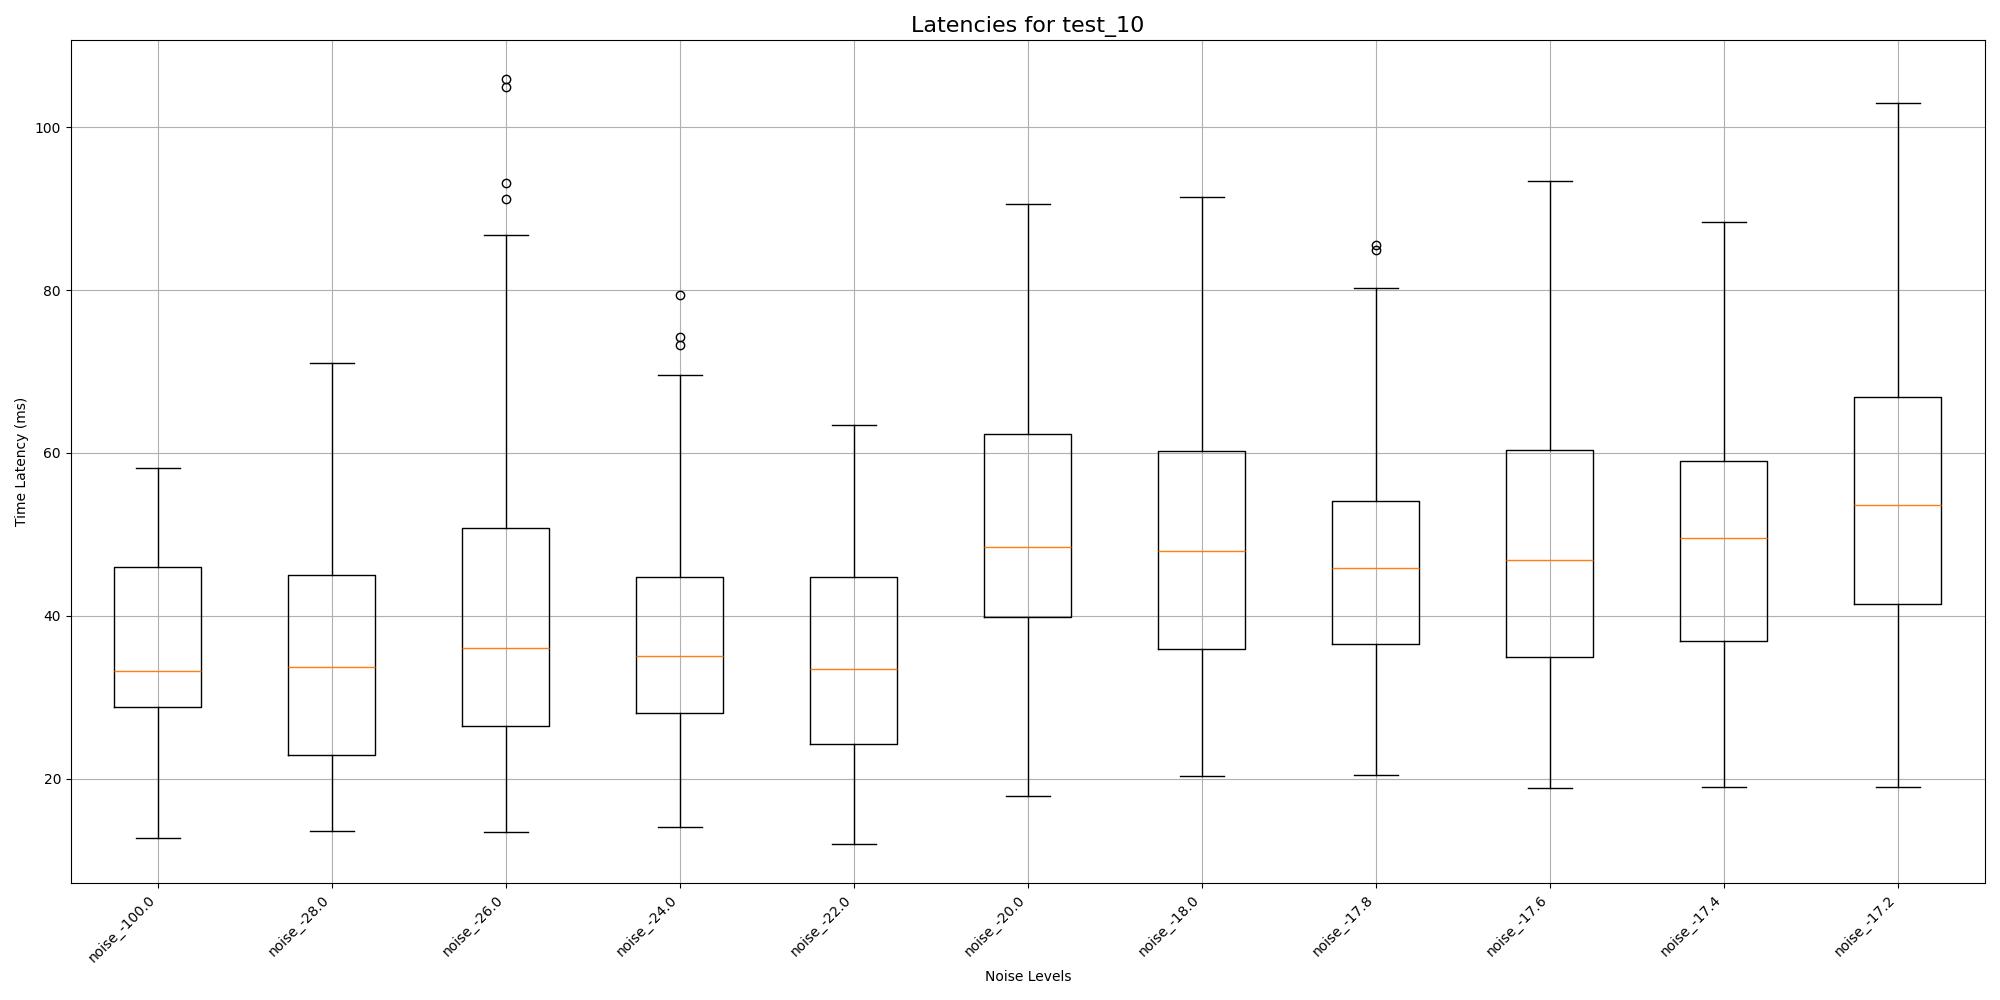 Latencies for test_10
Time Latency (ms)
100
80
60
40
20
noise_-100.0
noise_-28.0
noise_-26.0
noise_-24.0
noise_-22.0
noise_-20.0
noise_-18.0
noise_-17.8
noise_-17.6
noise_-17.4
noise_-17.2
Noise Levels